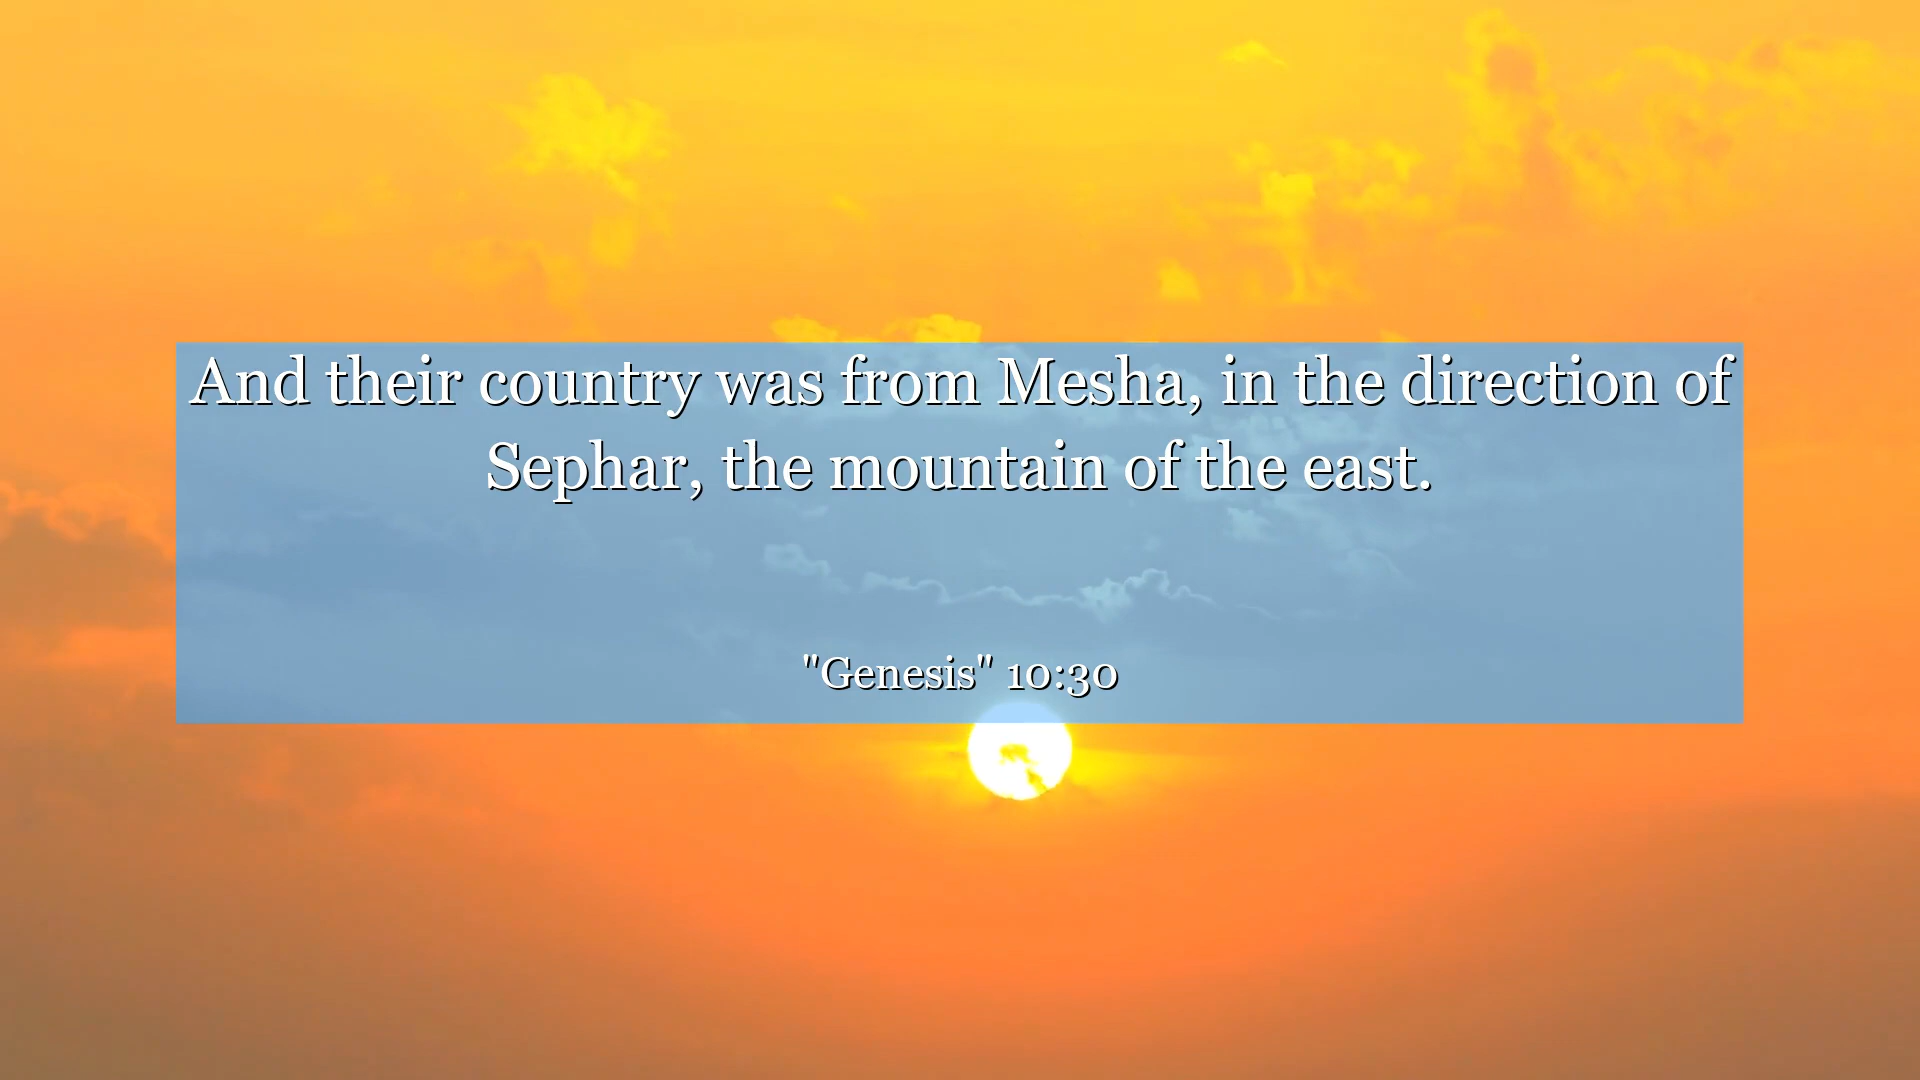 And their country was from Mesha, in the direction of
Sephar, the mountain of the east.
"Genesis" 10:30